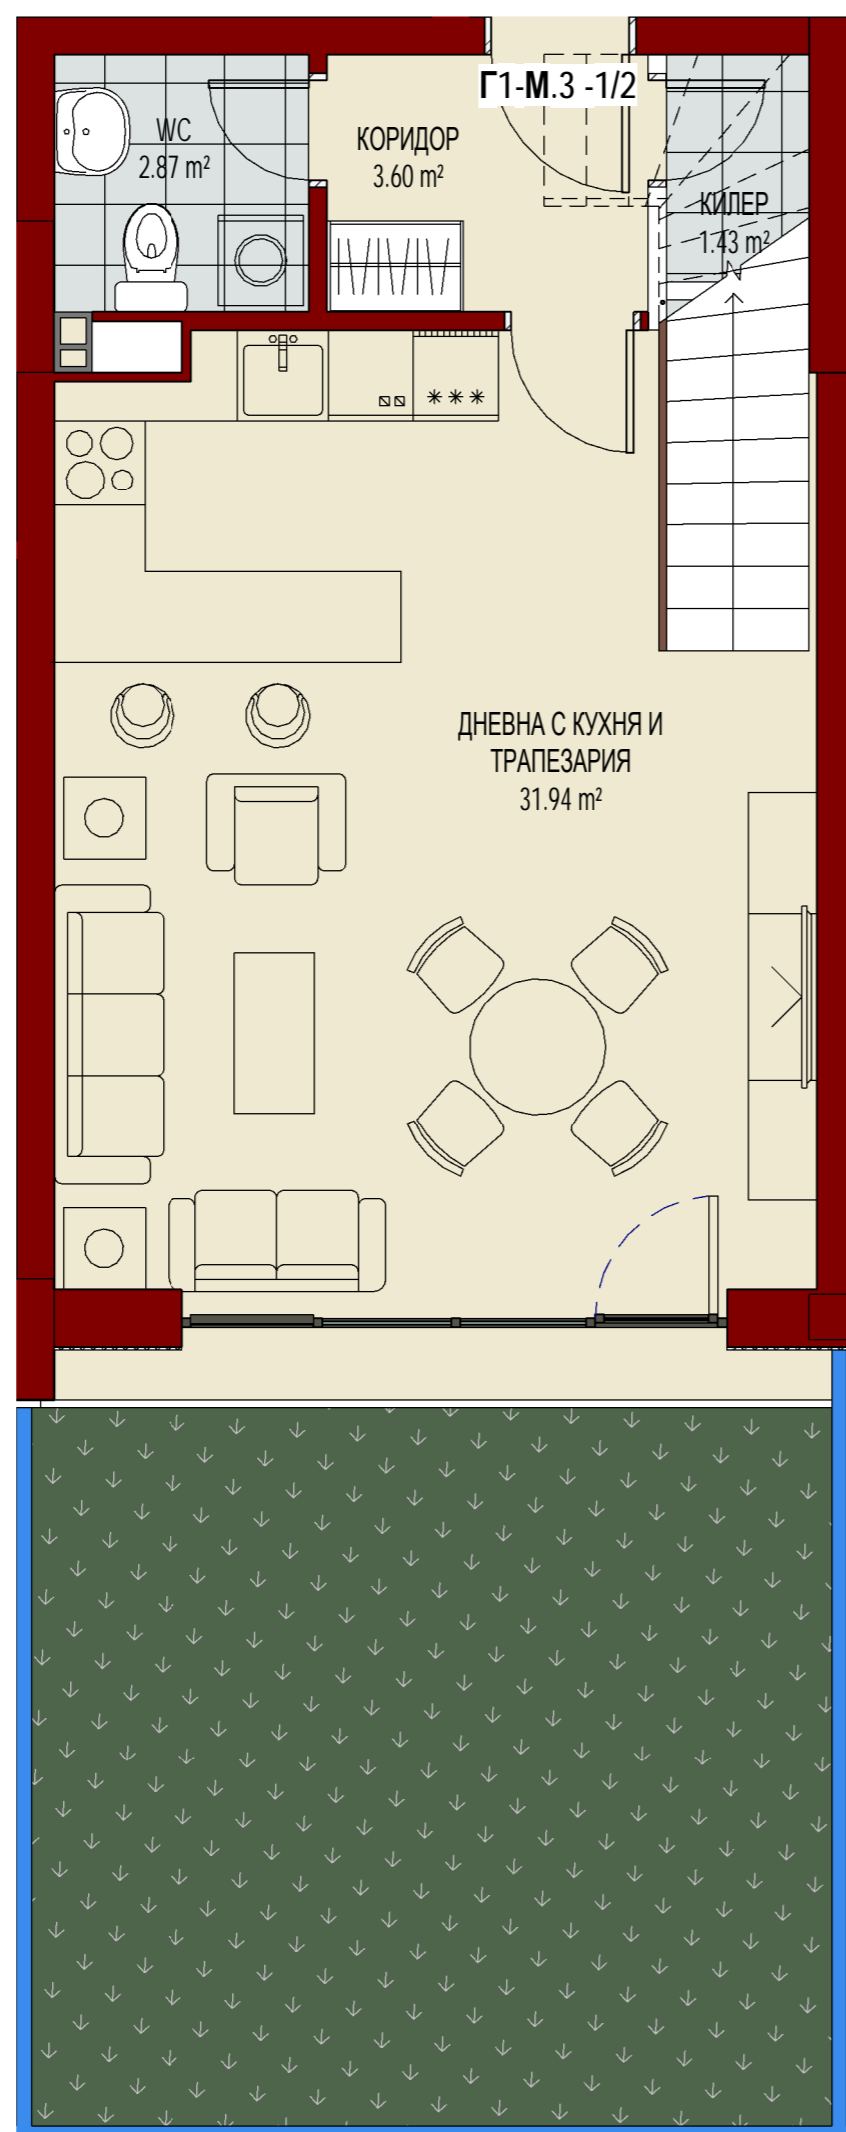 Г1-М.3 -1/2
WC
2.87 m²
КОРИДОР
3.60 m²
КИЛЕР
1.43 m²
ДНЕВНА С КУХНЯ И
ТРАПЕЗАРИЯ
31.94 m²